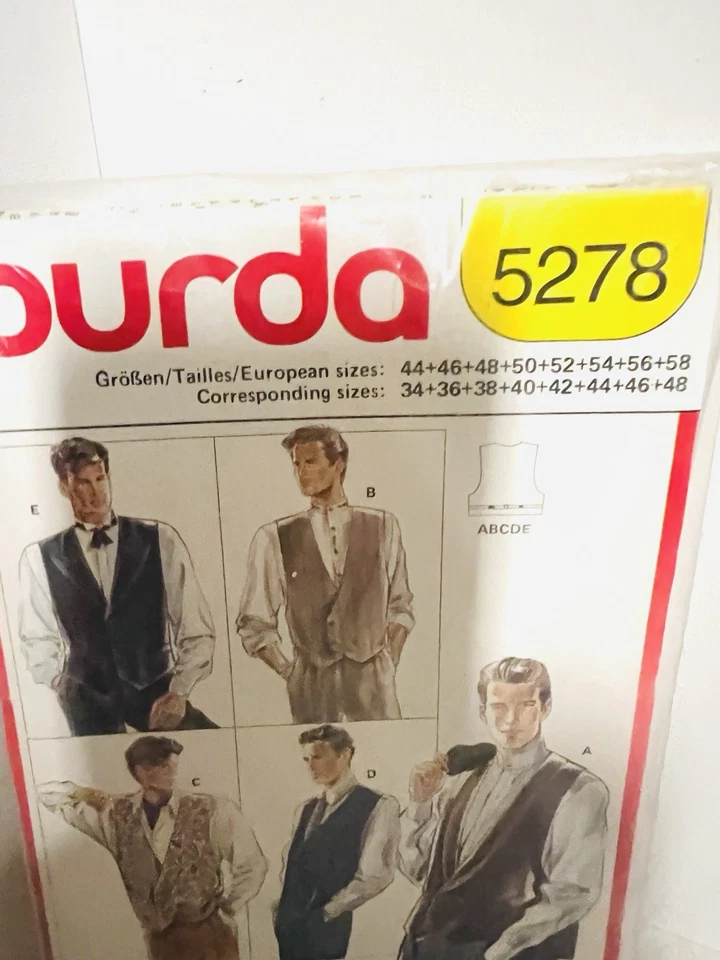 burda
5278
Größen/Tailles/European sizes: 44+46+48+50+52+54+56+58
Corresponding sizes: 34+36+38+40+42+44+46+48
E
B
ABCDE
A
C
D